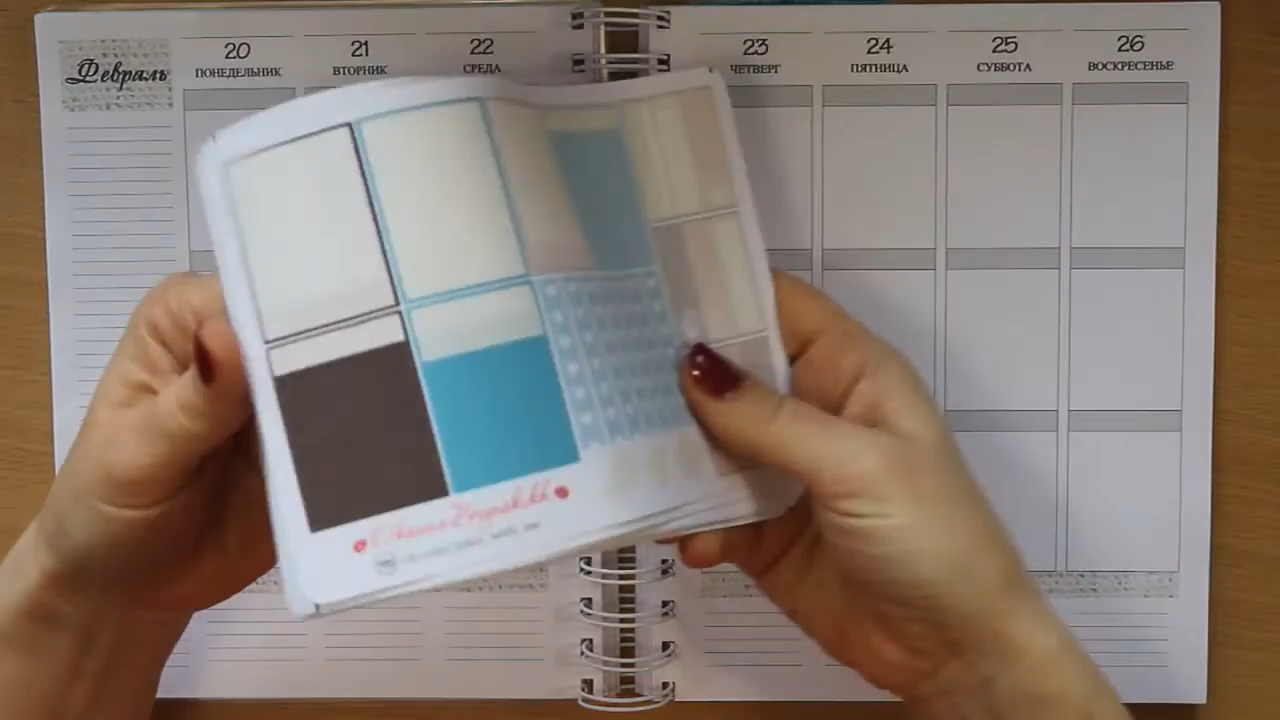 Февраль
20
ПОНЕДЕЛЬНИК
21
ВТОРНИК
22
СРЕДА
23
ЧЕТВЕРГ
24
ПЯТНИЦА
25
СУББОТА
26
ВОСКРЕСЕНЬЕ